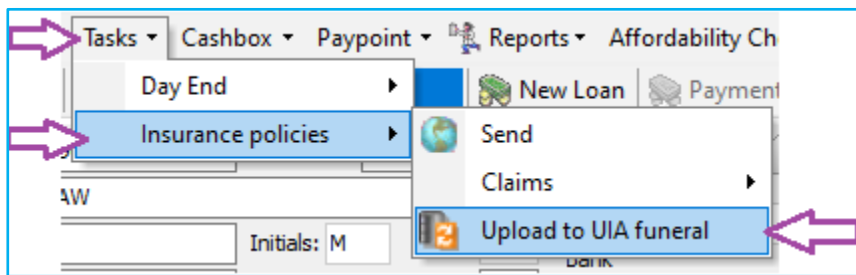 Tasks Cashbox Paypoint Reports Affordability Ch
Day End New Loan Payment
Insurance policies Send
AW Claims
Initials: M Upload to UIA funeral
Bank